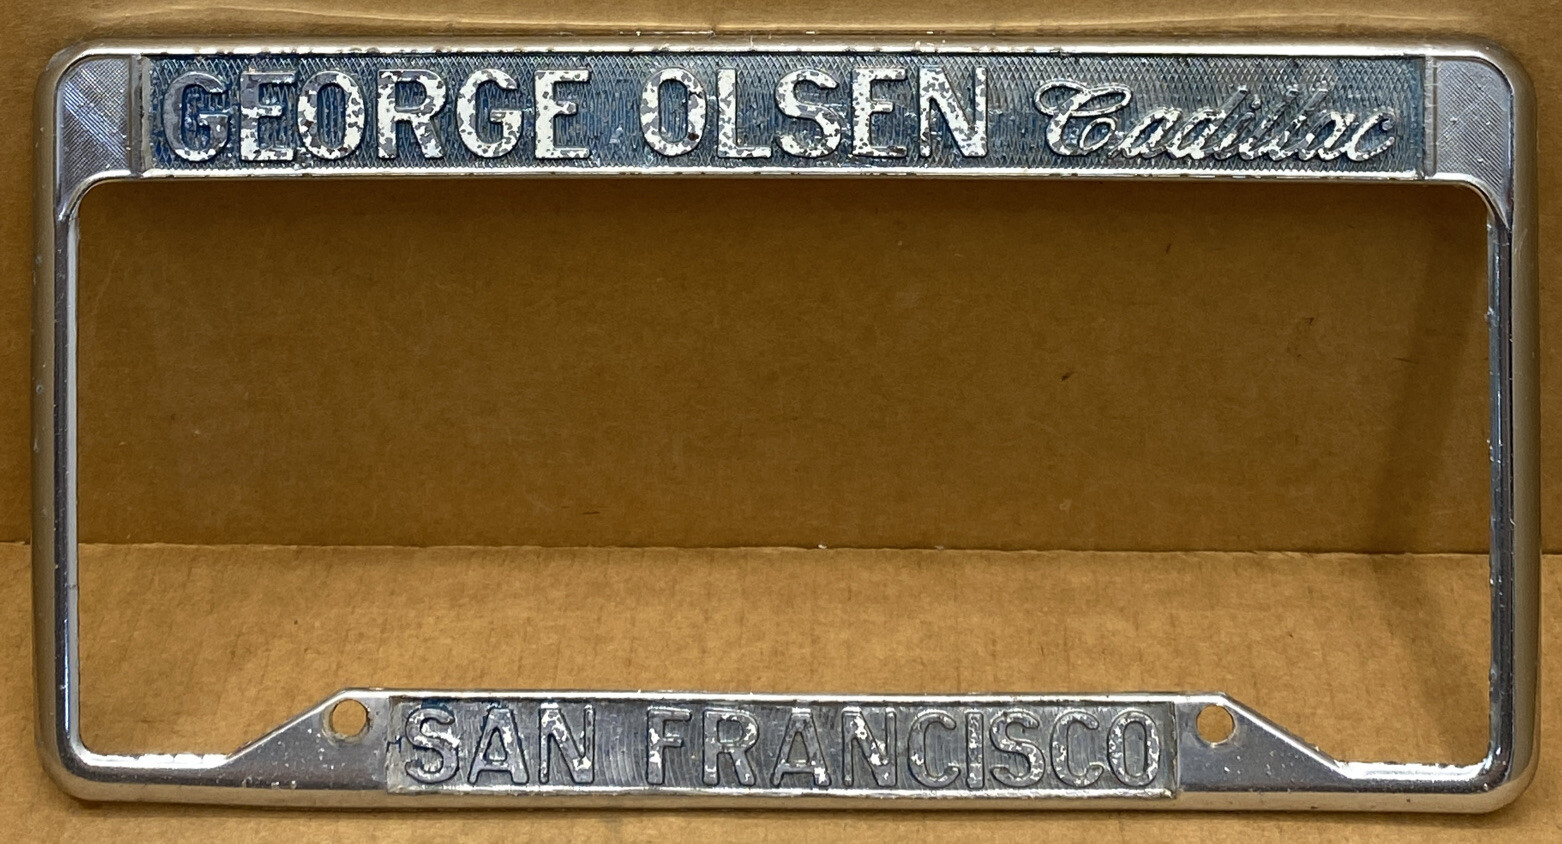 GEORGE OLSEN Cadillac
SAN FRANCISCO